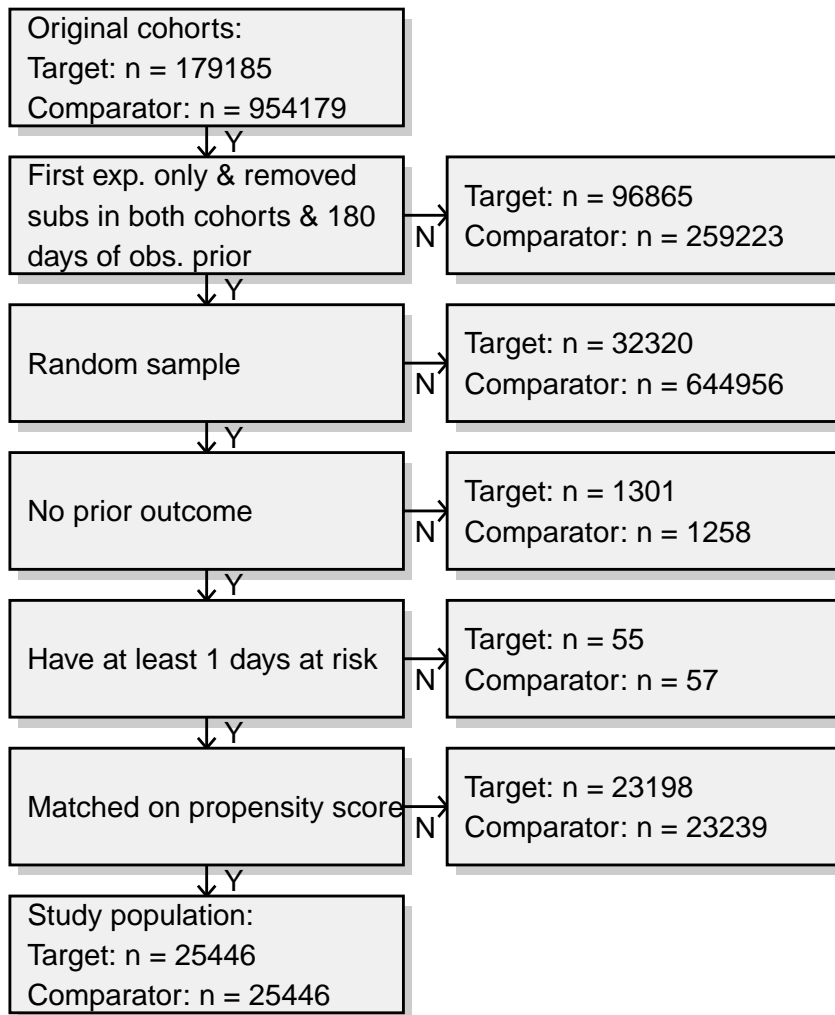 Original cohorts:
Target: n = 179185
Comparator: n = 954179
Y
First exp. only & removed
subs in both cohorts & 180
days of obs. prior
N
Target: n = 96865
Comparator: n = 259223
Y
Random sample
N
Target: n = 32320
Comparator: n = 644956
Y
No prior outcome
N
Target: n = 1301
Comparator: n = 1258
Y
Have at least 1 days at risk
N
Target: n = 55
Comparator: n = 57
Y
Matched on propensity score
N
Target: n = 23198
Comparator: n = 23239
Y
Study population:
Target: n = 25446
Comparator: n = 25446